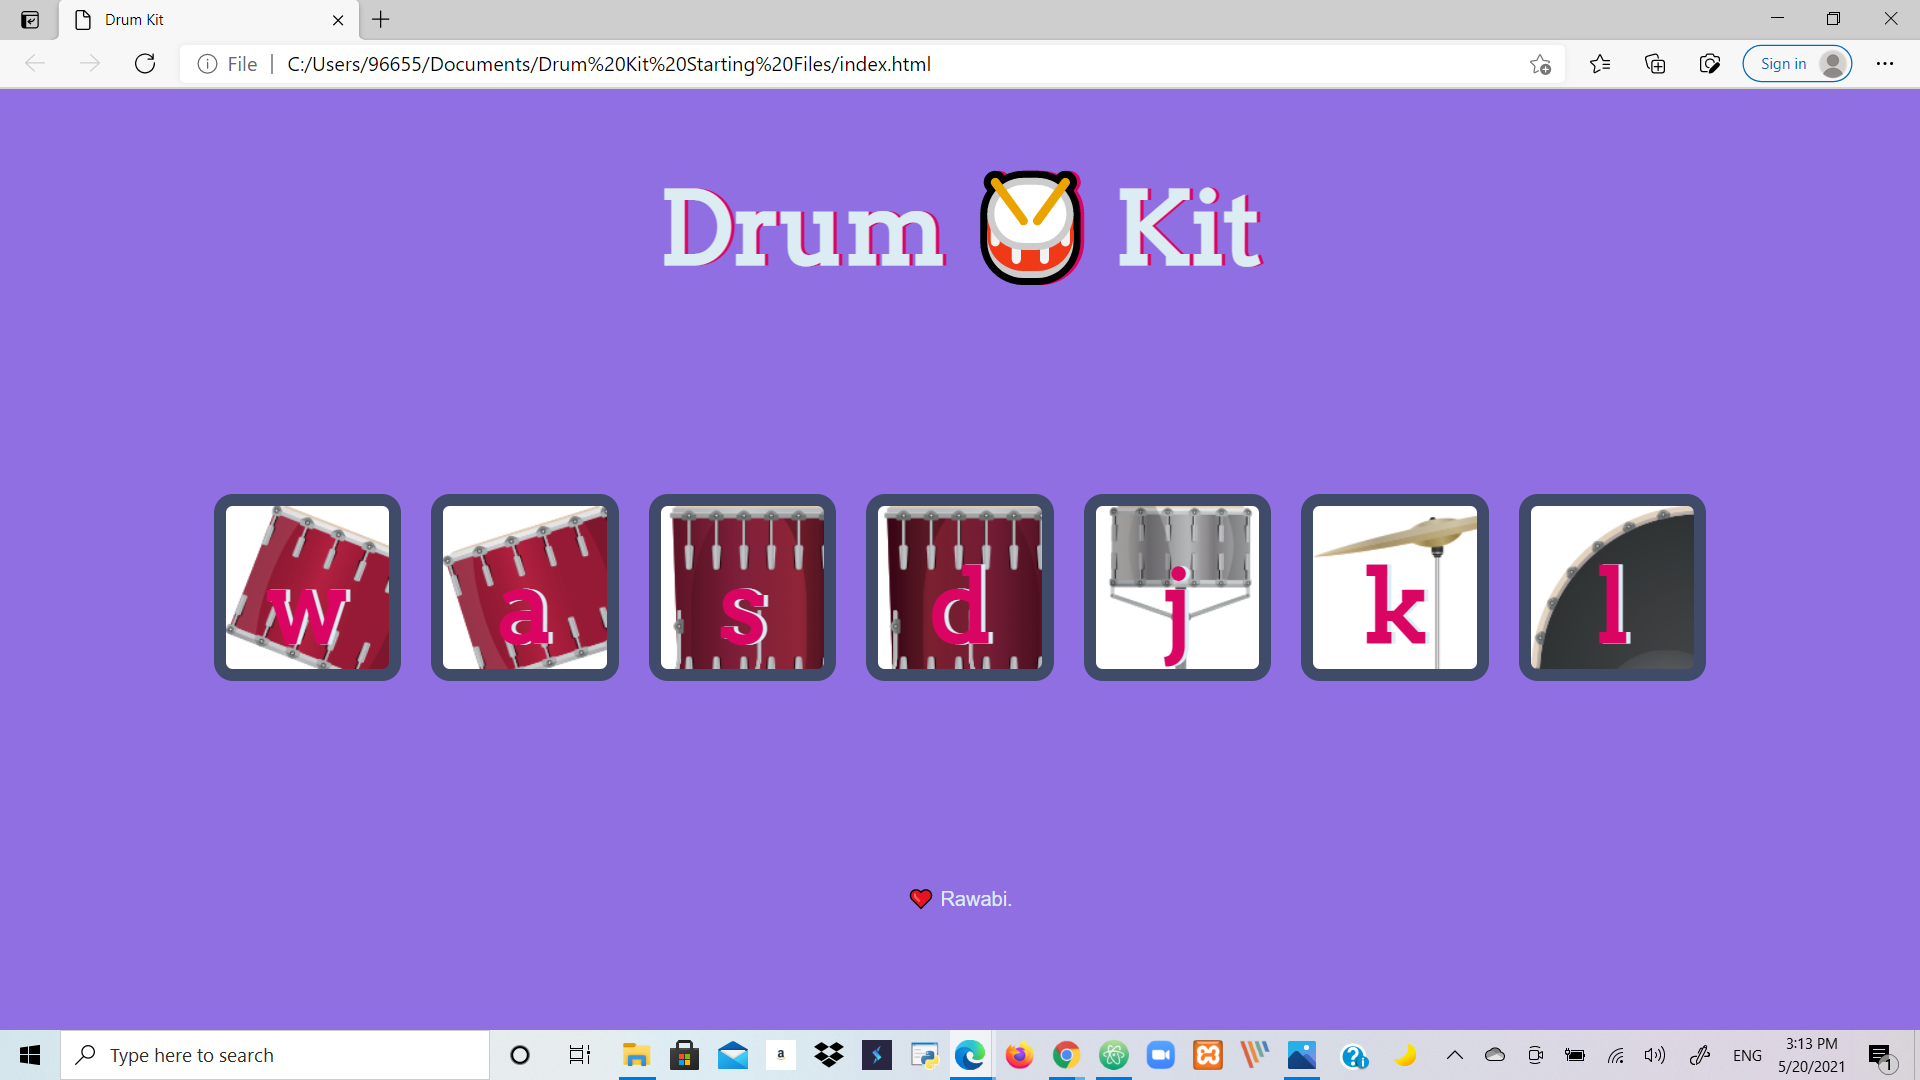 Drum Kit
File
C:/Users/96655/Documents/Drum%20Kit%20Starting%20Files/index.html
Sign in
Drum Kit
w a s d j k l
Rawabi.
Type here to search
a
ENG
3:13 PM
5/20/2021
1